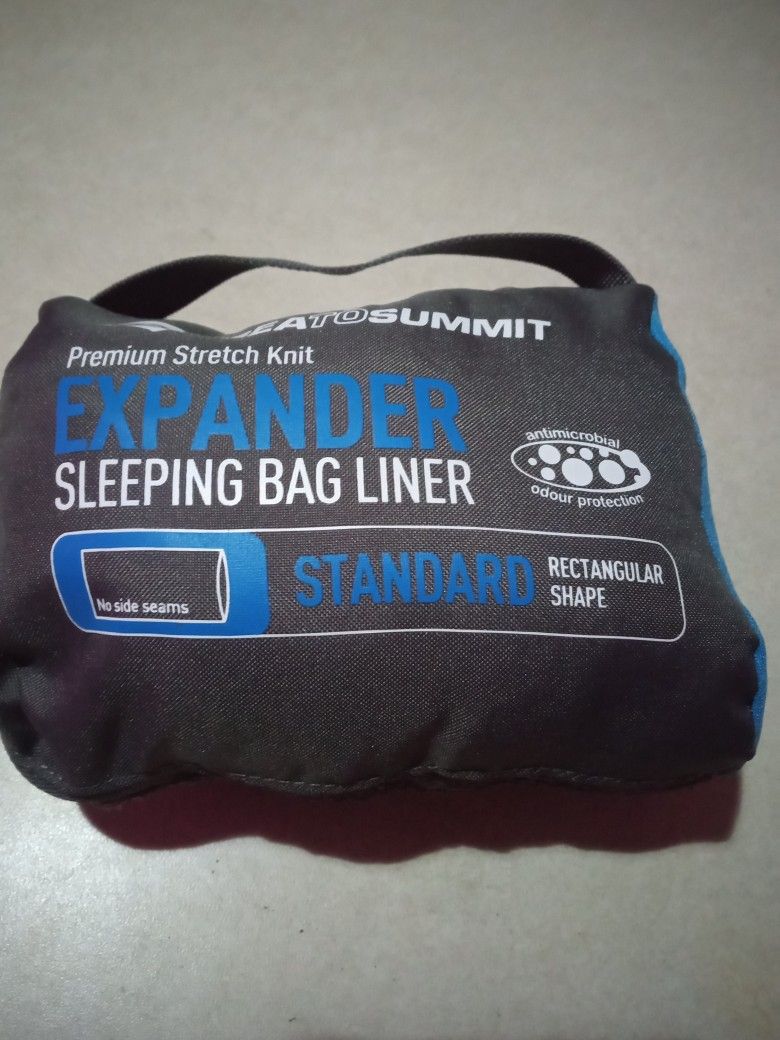 SEATOSUMMIT
Premium Stretch Knit
EXPANDER
SLEEPING BAG LINER
antimicrobial
odour protection
No side seams
STANDARD
RECTANGULAR
SHAPE